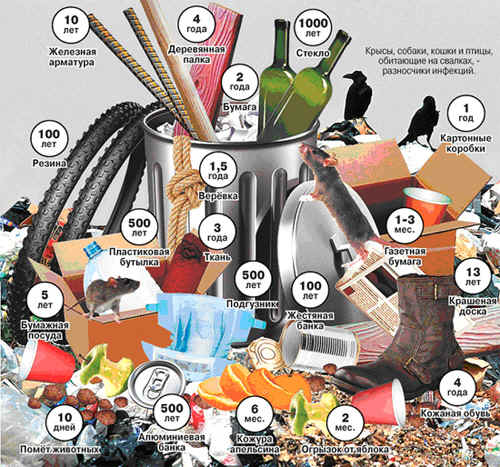 10
лет
Железная
арматура
4
года
Деревянная
палка
1000
лет
Стекло
Крысы, собаки, кошки и птицы,
обитающие на свалках, -
разносчики инфекций.
2
года
Бумага
1
год
Картонные
коробки
100
лет
Резина
1,5
года
Верёвка
500
лет
Пластиковая
бутылка
3
года
Ткань
1-3
мес.
Газетная
бумага
500
лет
Подгузник
100
лет
Жестяная
банка
13
лет
Крашеная
доска
5
лет
Бумажная
посуда
4
года
Кожаная обувь
10
дней
Помёт животных
500
лет
Алюминиевая
банка
6
мес.
Кожура
апельсина
2
мес.
Огрызок от яблока